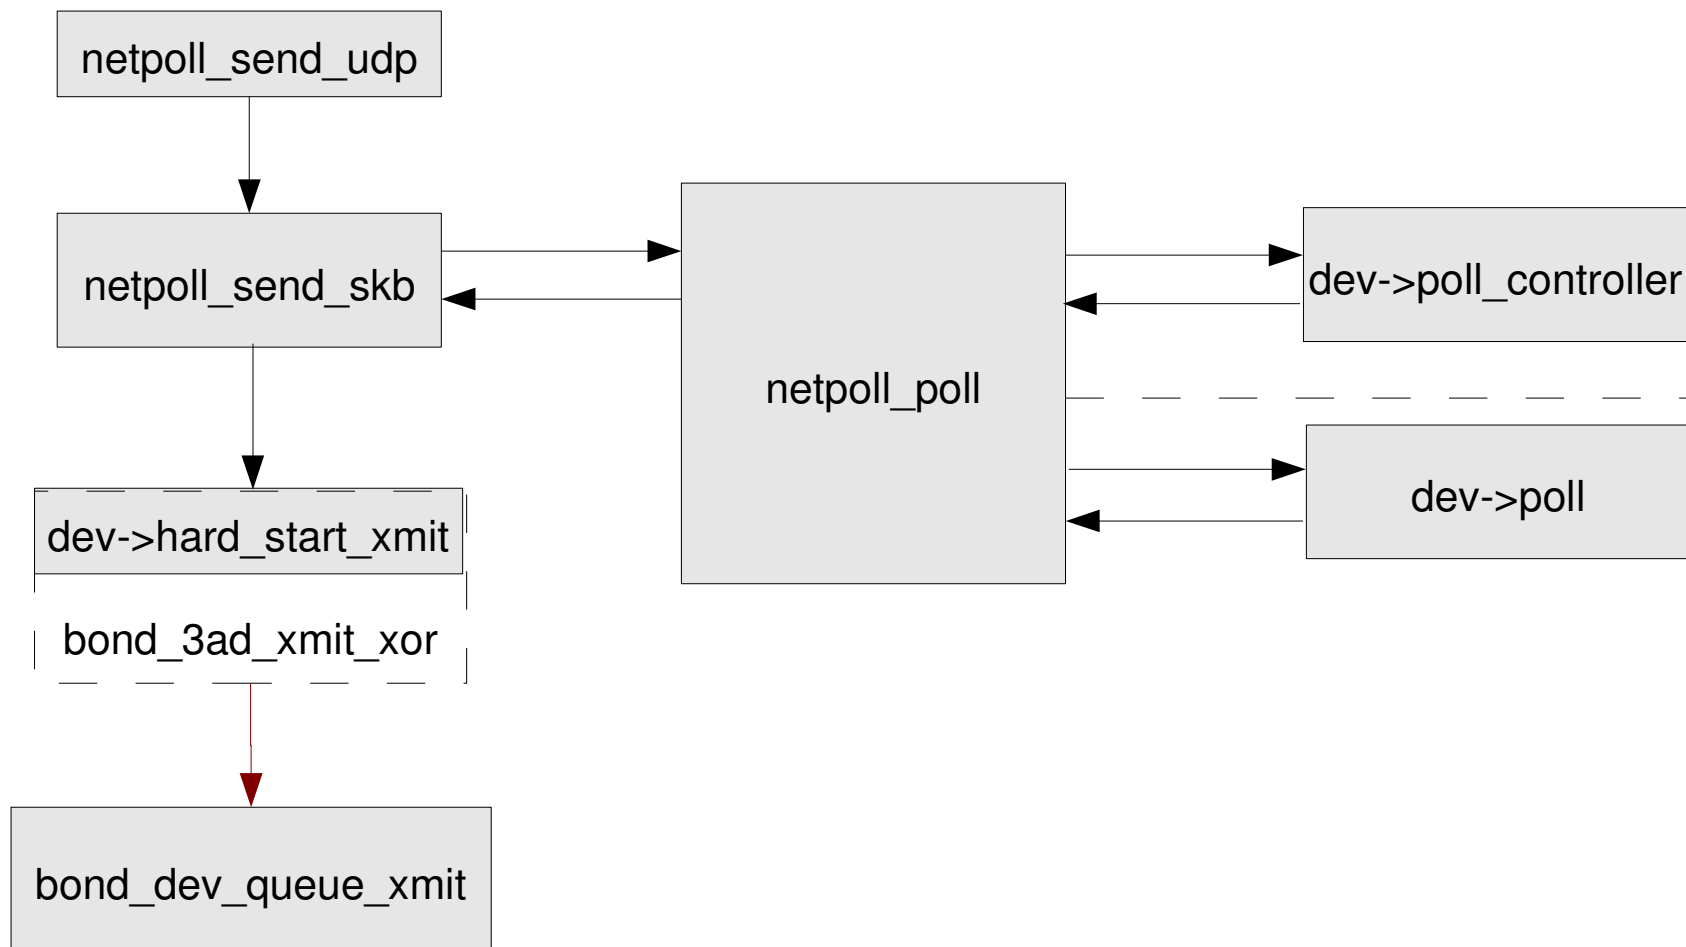 netpoll_send_udp
netpoll_send_skb
netpoll_poll
dev->poll_controller
dev->poll
dev->hard_start_xmit
bond_3ad_xmit_xor
bond_dev_queue_xmit